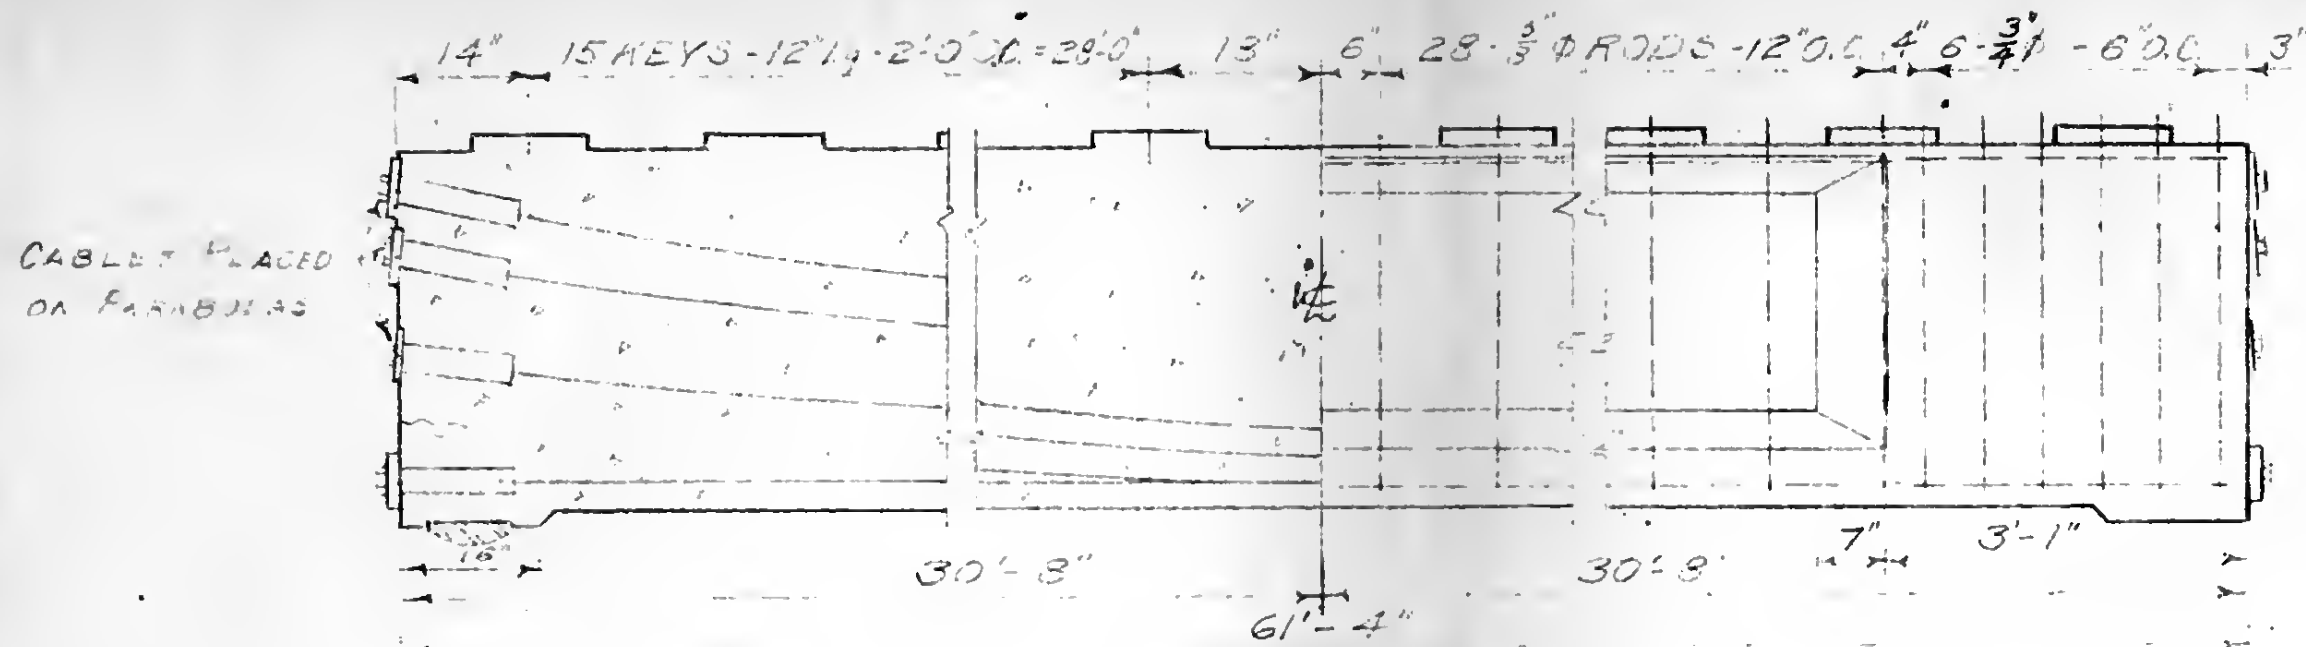 14" 15 KEYS - 12" lg - 2'-0" O.C. = 28'-0" 13" 6" 28 - ⅝" Φ RODS - 12" O.C. 4" 6 - ¾" Φ - 6" O.C. 3"
CABLES PLACED
ON PARABOLAS
℄
16"
30'-8"
30'-8"
7"
3'-1"
61'-4"